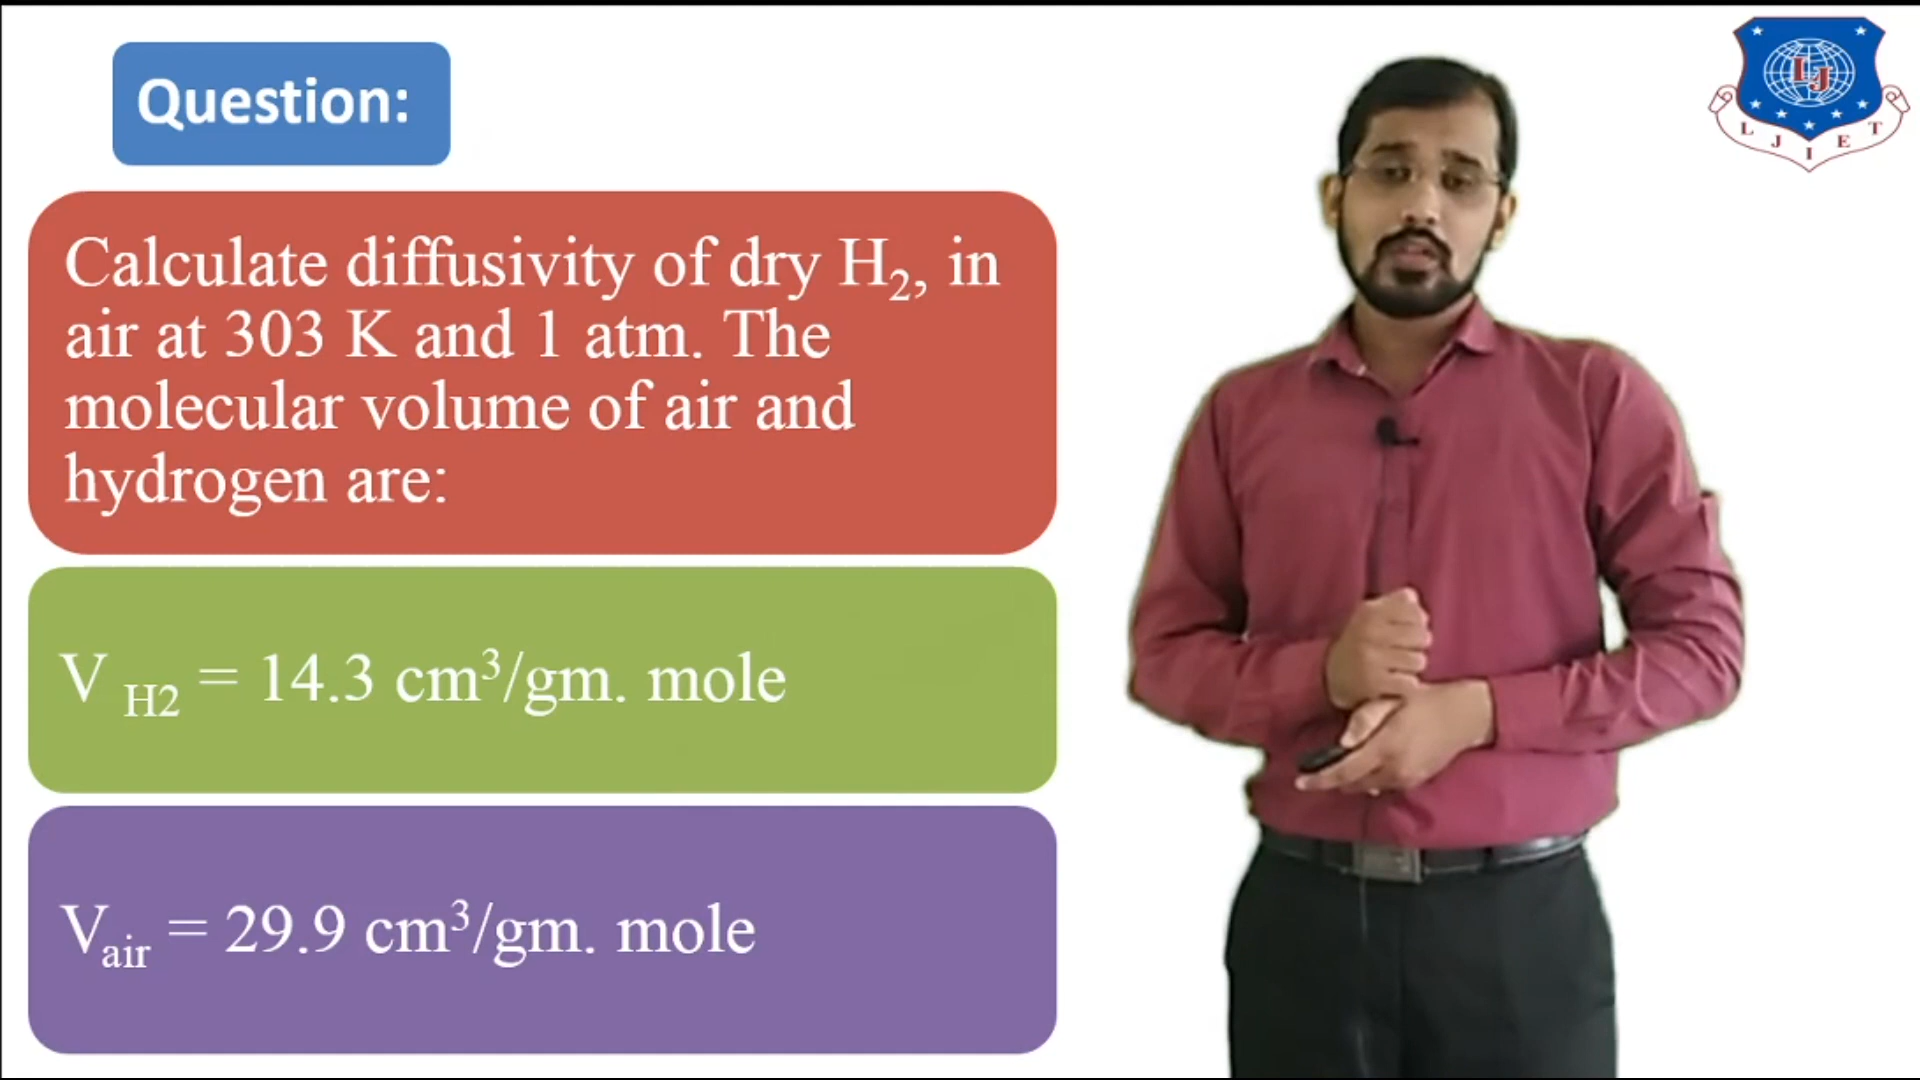 Question:
Calculate diffusivity of dry H₂, in
air at 303 K and 1 atm. The
molecular volume of air and
hydrogen are:
V H2 = 14.3 cm³/gm. mole
Vair = 29.9 cm³/gm. mole
LJ
L J I E T